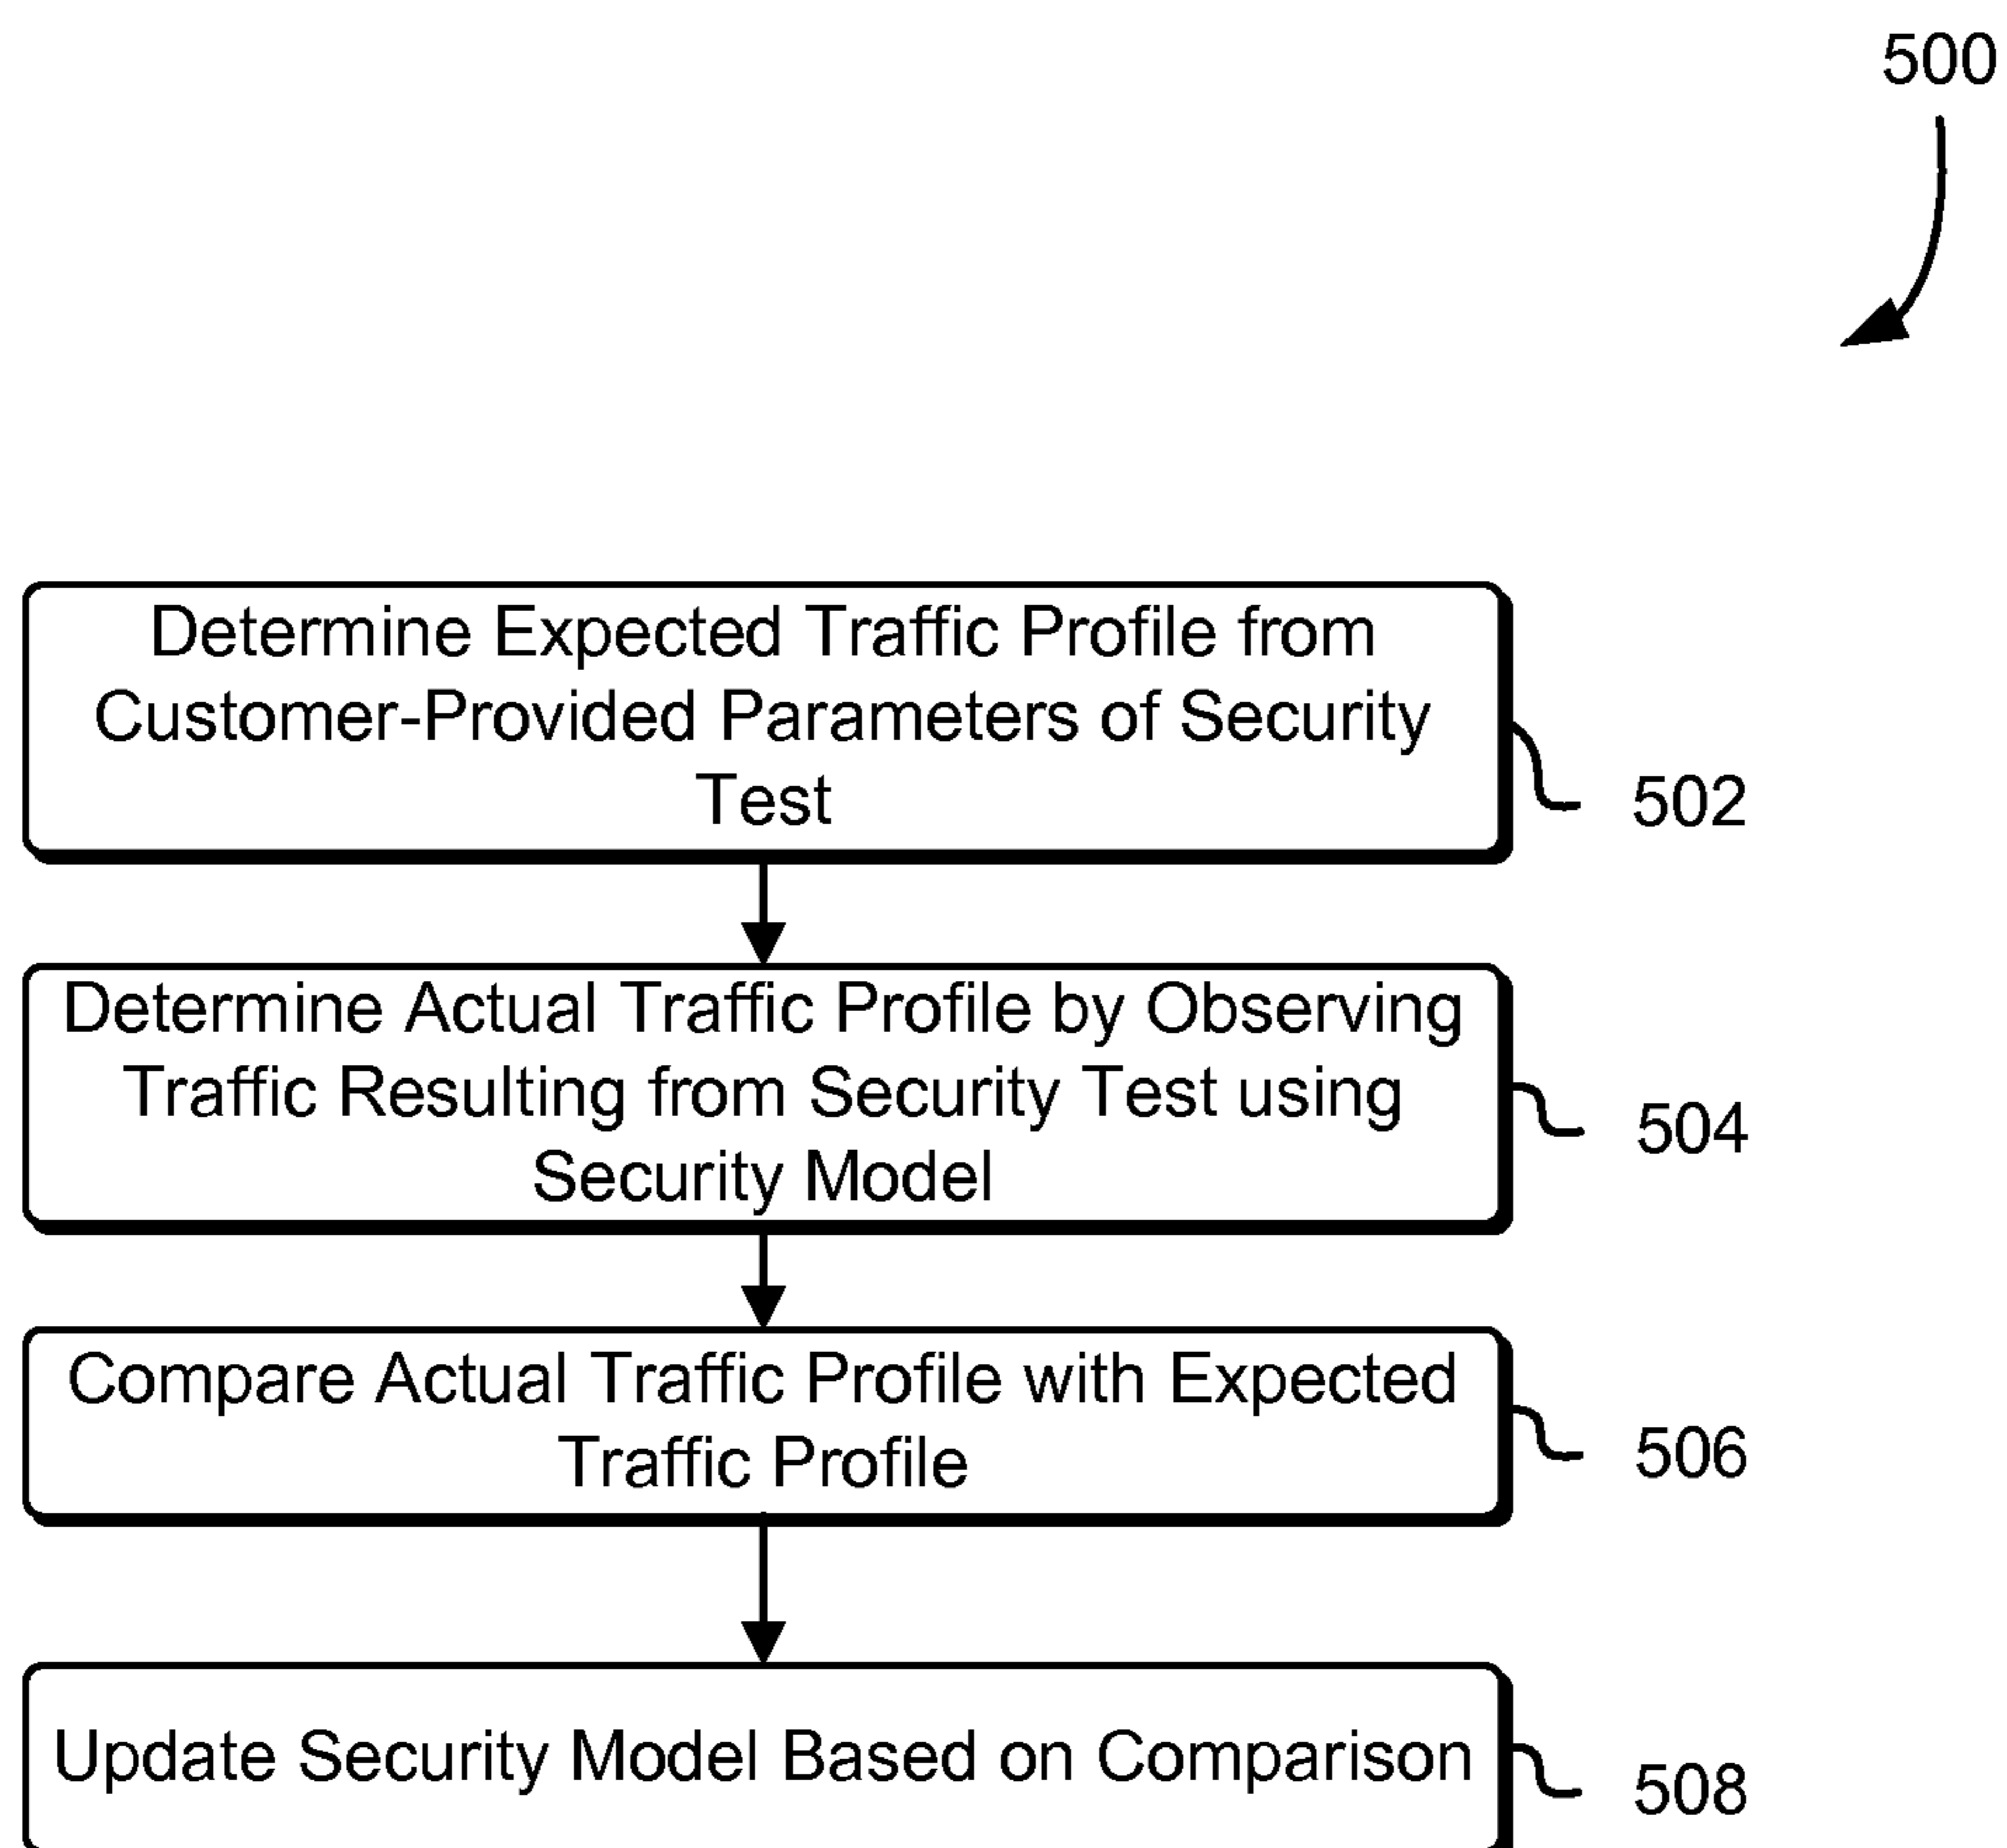 500
Determine Expected Traffic Profile from
Customer-Provided Parameters of Security
Test
502
Determine Actual Traffic Profile by Observing
Traffic Resulting from Security Test using
Security Model
504
Compare Actual Traffic Profile with Expected
Traffic Profile
506
Update Security Model Based on Comparison
508